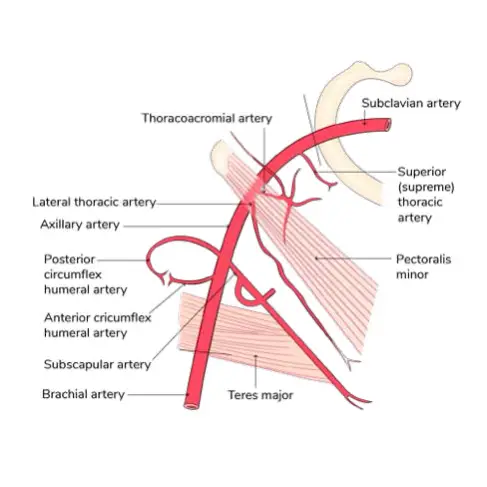 Subclavian artery
Thoracoacromial artery
Superior
(supreme)
thoracic
artery
Lateral thoracic artery
Axillary artery
Posterior
circumflex
humeral artery
Pectoralis
minor
Anterior cricumflex
humeral artery
Subscapular artery
Brachial artery
Teres major